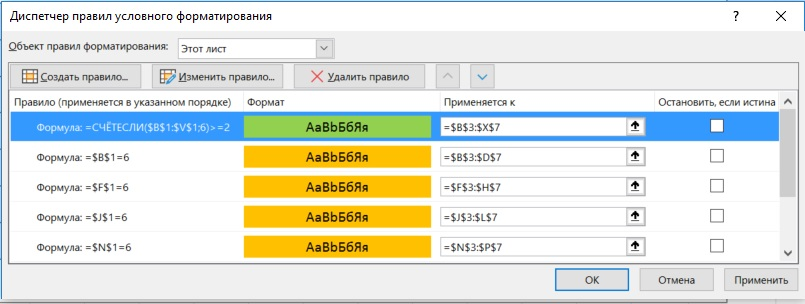 Диспетчер правил условного форматирования
Объект правил форматирования: Этот лист
Создать правило... Изменить правило... Удалить правило
Правило (применяется в указанном порядке) Формат Применяется к Остановить, если истина
Формула: =СЧЁТЕСЛИ($B$1:$V$1;6)>=2 АаВbБбЯя =$B$3:$X$7
Формула: =$B$1=6 АаВbБбЯя =$B$3:$D$7
Формула: =$F$1=6 АаВbБбЯя =$F$3:$H$7
Формула: =$J$1=6 АаВbБбЯя =$J$3:$L$7
Формула: =$N$1=6 АаВbБбЯя =$N$3:$P$7
ОК Отмена Применить